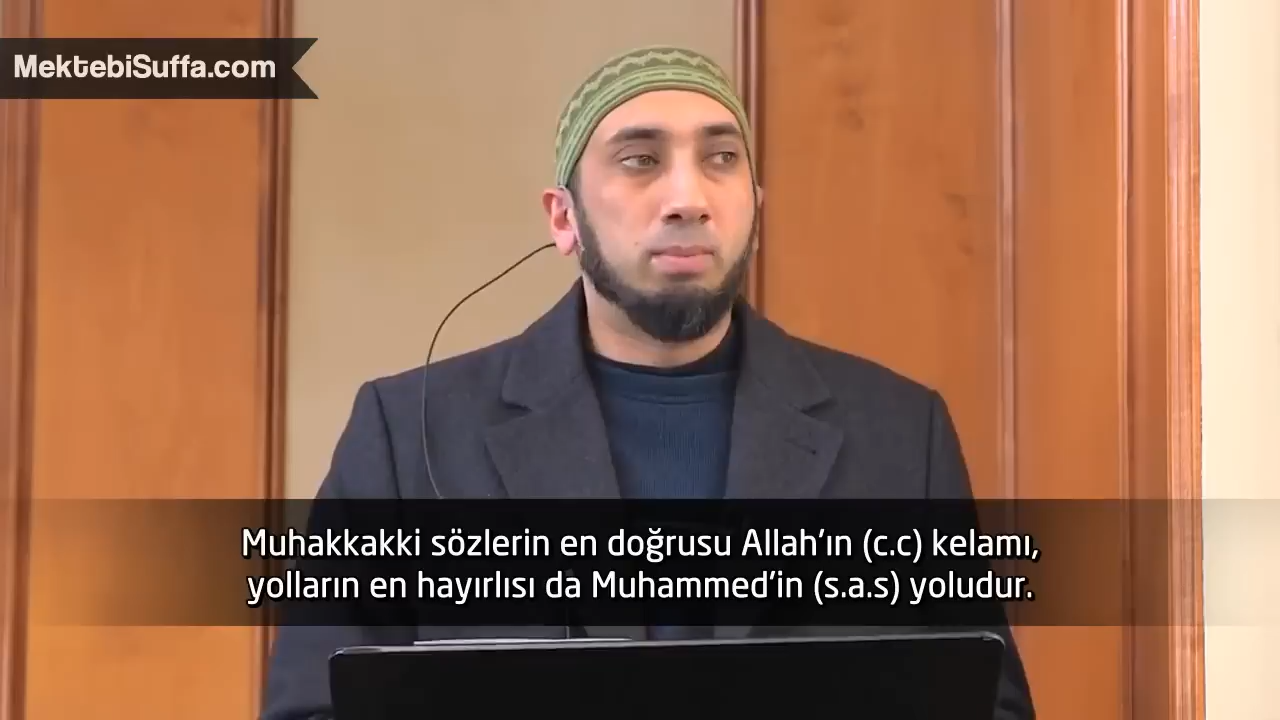 MektebiSuffa.com
Muhakkakki sözlerin en doğrusu Allah'ın (c.c) kelamı,
yolların en hayırlısı da Muhammed'in (s.a.s) yoludur.